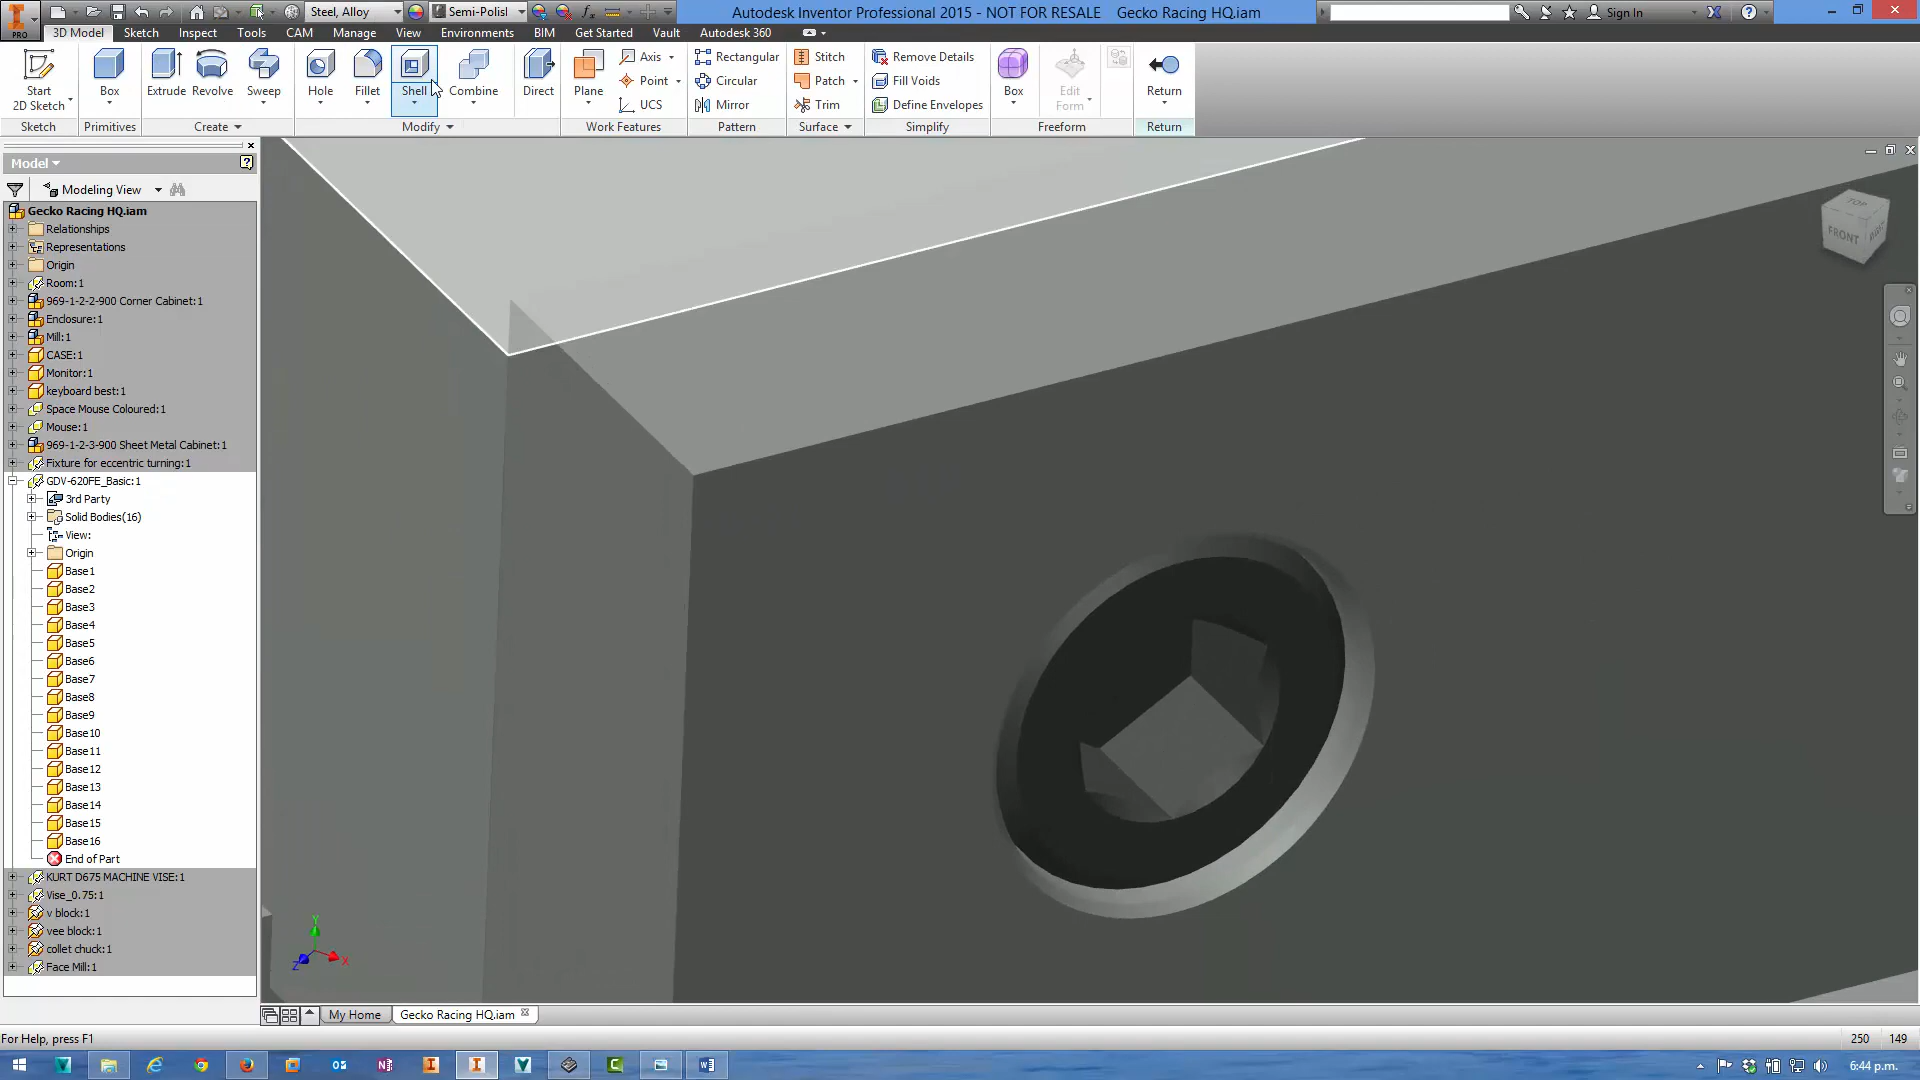 PRO
Steel, Alloy
Semi-Polisl
Autodesk Inventor Professional 2015 - NOT FOR RESALE Gecko Racing HQ.iam
Sign In
3D Model Sketch Inspect Tools CAM Manage View Environments BIM Get Started Vault Autodesk 360
Start
2D Sketch
Box
Extrude
Revolve
Sweep
Hole
Fillet
Shell
Combine
Direct
Plane
Axis
Point
UCS
Rectangular
Circular
Mirror
Stitch
Patch
Trim
Remove Details
Fill Voids
Define Envelopes
Box
Edit
Form
Return
Sketch Primitives Create Modify Work Features Pattern Surface Simplify Freeform Return
Model
Modeling View
Gecko Racing HQ.iam
Relationships
Representations
Origin
Room:1
969-1-2-2-900 Corner Cabinet:1
Enclosure:1
Mill:1
CASE:1
Monitor:1
keyboard best:1
Space Mouse Coloured:1
Mouse:1
969-1-2-3-900 Sheet Metal Cabinet:1
Fixture for eccentric turning:1
GDV-620FE_Basic:1
3rd Party
Solid Bodies(16)
View:
Origin
Base1
Base2
Base3
Base4
Base5
Base6
Base7
Base8
Base9
Base10
Base11
Base12
Base13
Base14
Base15
Base16
End of Part
KURT D675 MACHINE VISE:1
Vise_0.75:1
v block:1
vee block:1
collet chuck:1
Face Mill:1
TOP
FRONT
RIGHT
Y
Z
X
My Home
Gecko Racing HQ.iam
For Help, press F1
250 149
6:44 p.m.